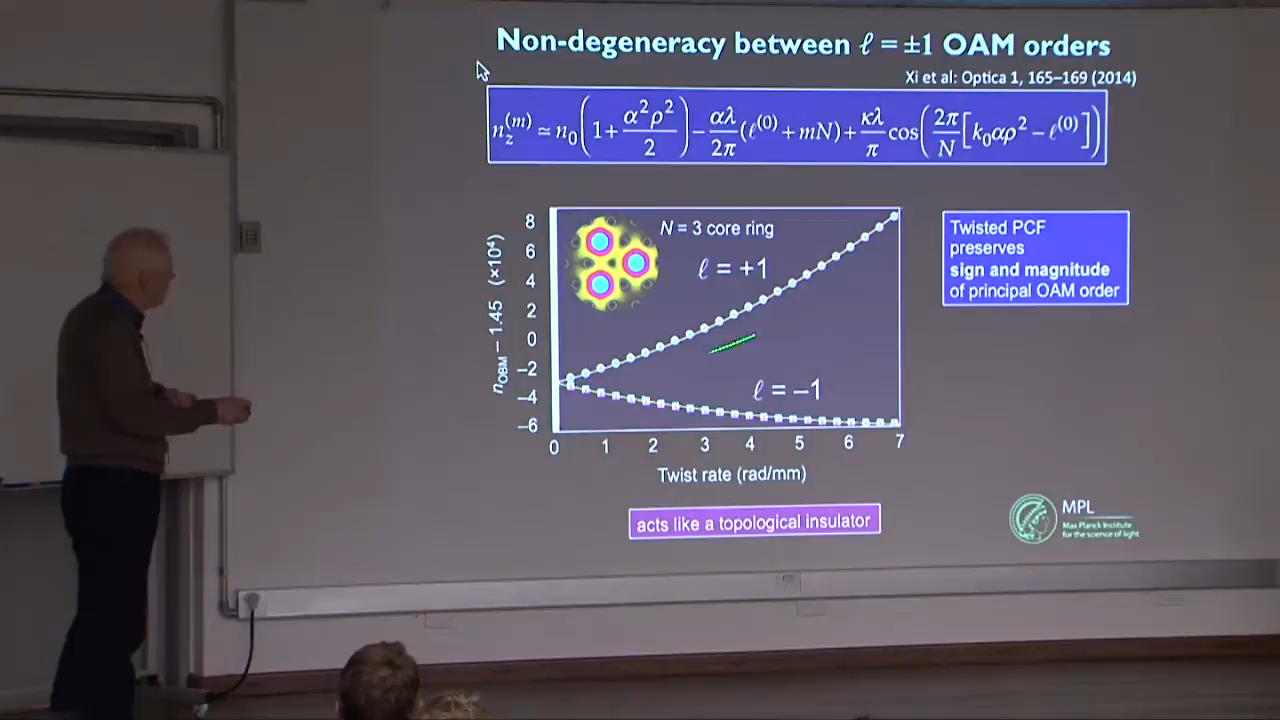 Non-degeneracy between ℓ = ±1 OAM orders
Xi et al: Optica 1, 165–169 (2014)
n_z^(m) ≃ n₀(1 + α²ρ²/2) − αλ/2π (ℓ^(0) + mN) + κλ/π cos(2π/N [k₀αρ² − ℓ^(0)])
8
6
4
2
0
−2
−4
−6
n_OBM − 1.45 (×10⁴)
N = 3 core ring
ℓ = +1
ℓ = −1
0 1 2 3 4 5 6 7
Twist rate (rad/mm)
Twisted PCF
preserves
sign and magnitude
of principal OAM order
acts like a topological insulator
MPL
Max Planck Institute
for the science of light